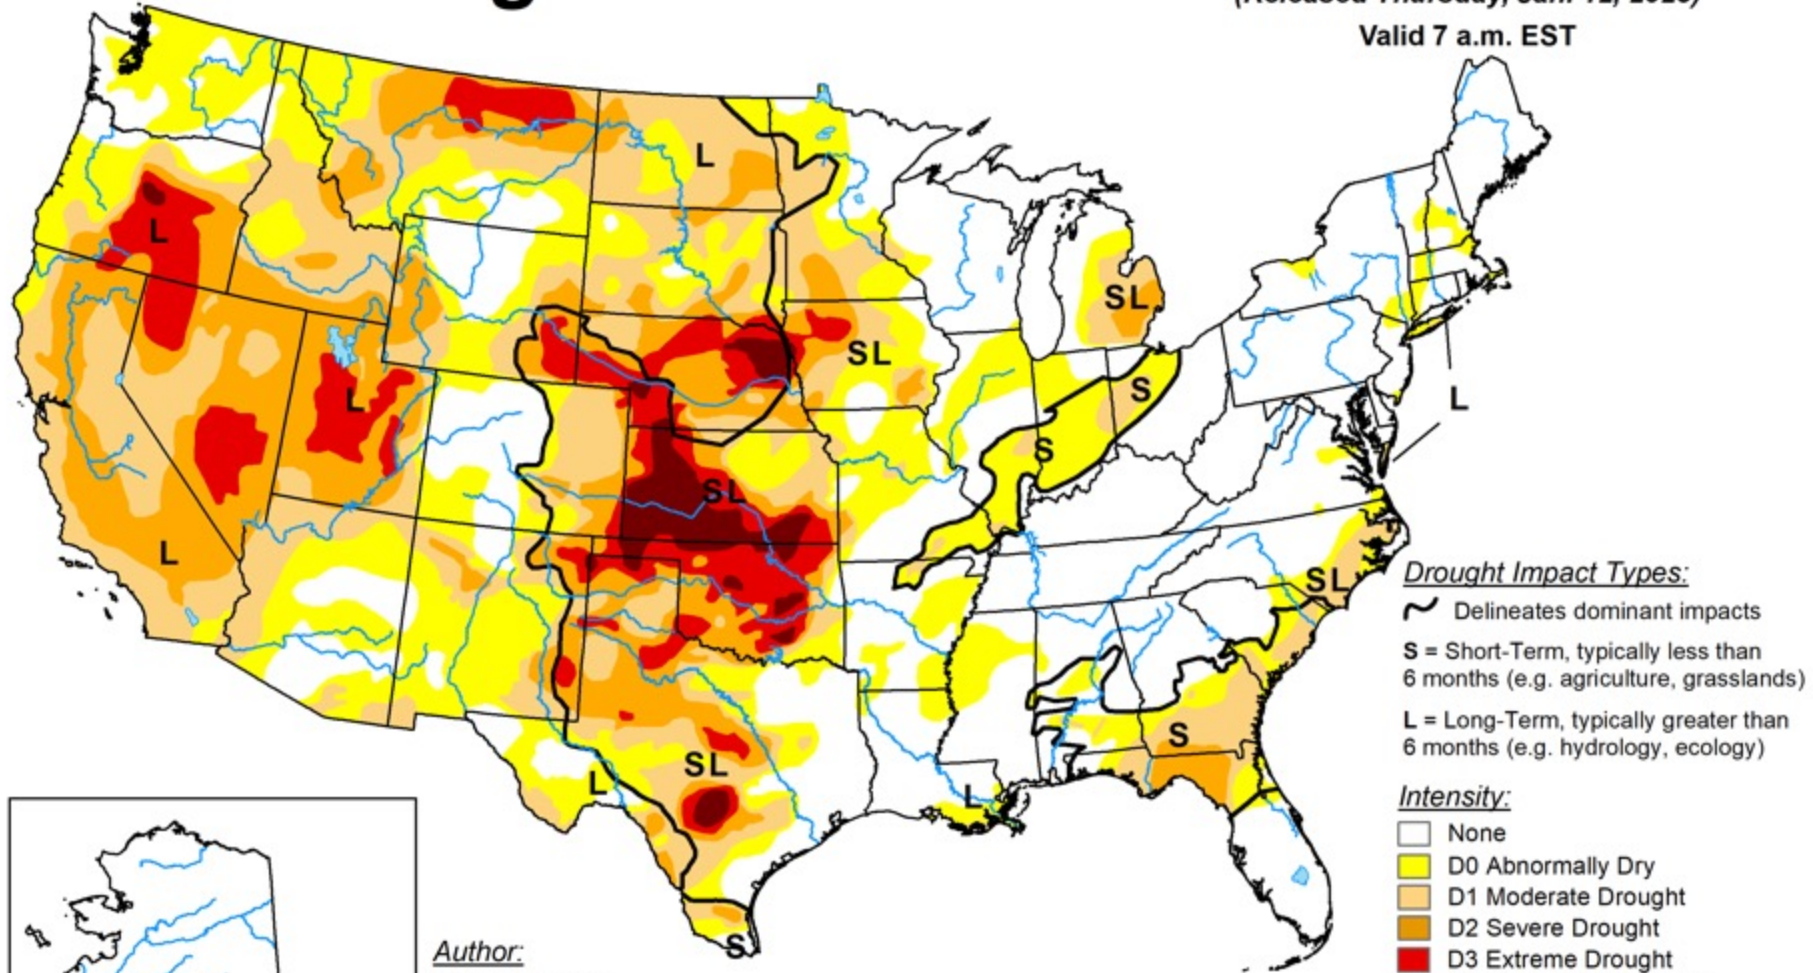 Valid 7 a.m. EST
L
L
SL
SL
S
L
L
S
SL
L
SL
S
SL
L
L
S
Drought Impact Types:
Delineates dominant impacts
S = Short-Term, typically less than
6 months (e.g. agriculture, grasslands)
L = Long-Term, typically greater than
6 months (e.g. hydrology, ecology)
Intensity:
None
D0 Abnormally Dry
D1 Moderate Drought
D2 Severe Drought
D3 Extreme Drought
Author: